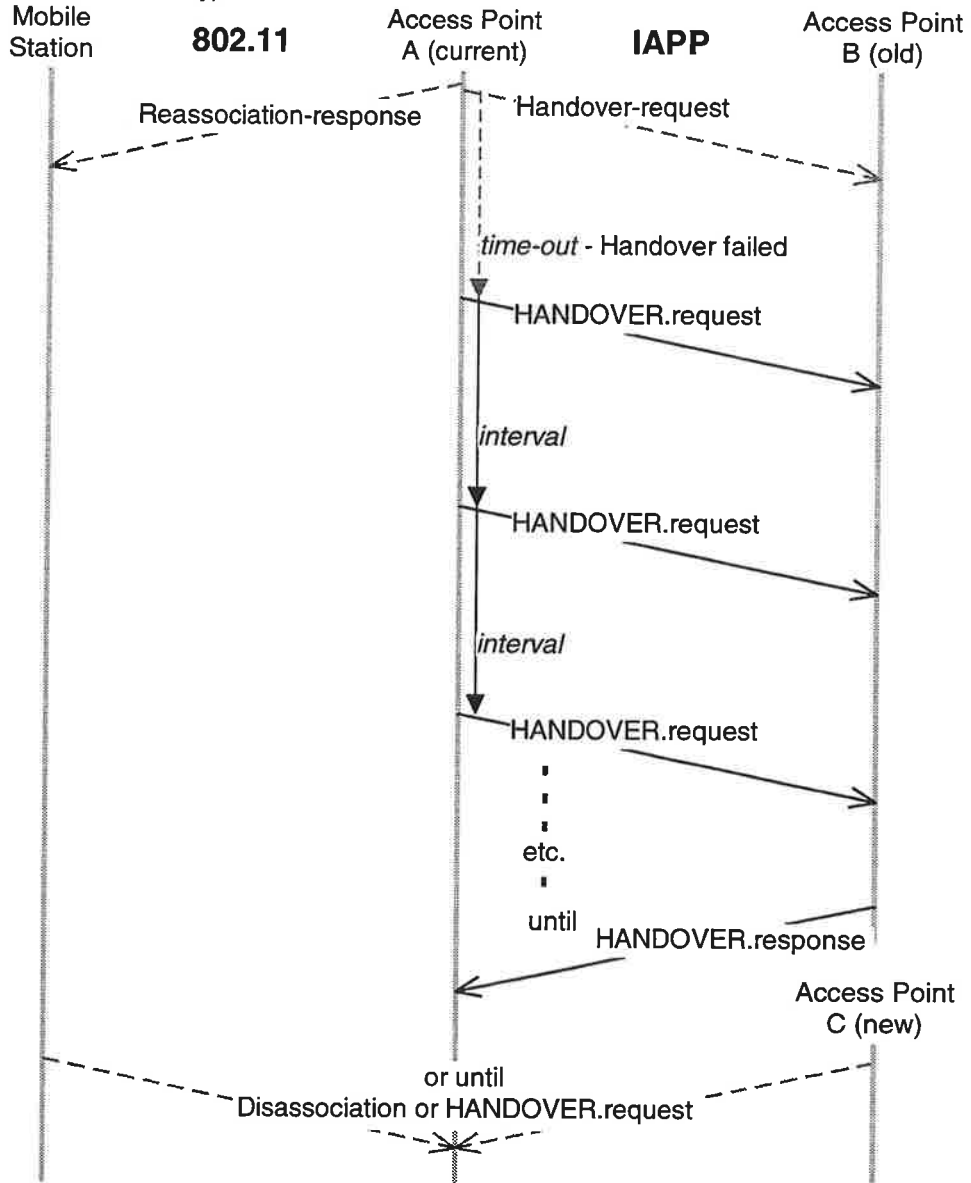 Mobile
Station
802.11
Access Point
A (current)
IAPP
Access Point
B (old)
Reassociation-response
Handover-request
time-out - Handover failed
HANDOVER.request
interval
HANDOVER.request
interval
HANDOVER.request
etc.
until
HANDOVER.response
Access Point
C (new)
or until
Disassociation or HANDOVER.request